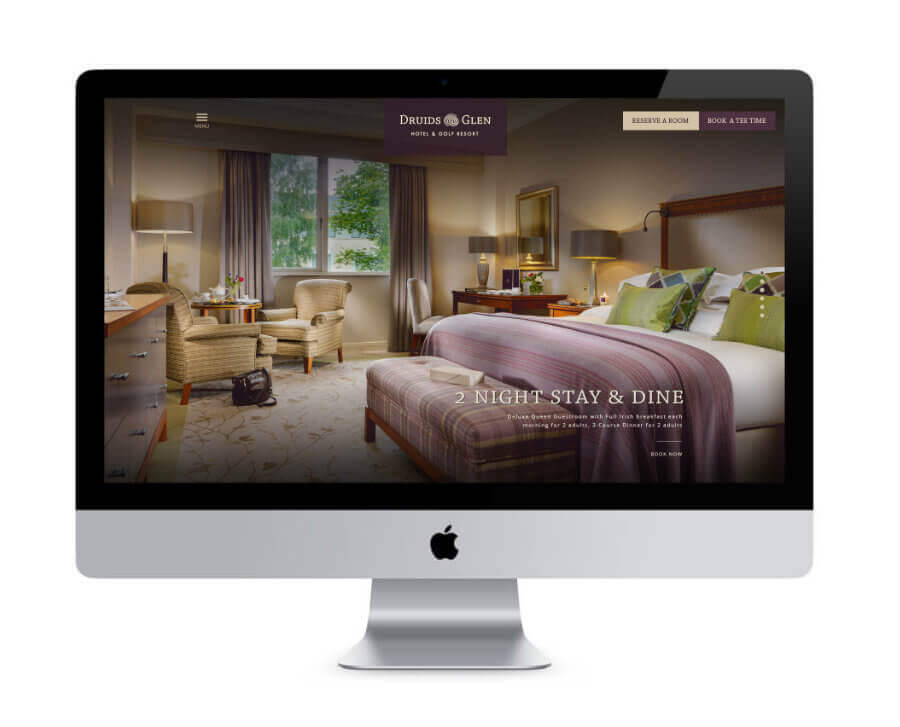 MENU
DRUIDS GLEN
HOTEL & GOLF RESORT
RESERVE A ROOM
BOOK A TEE TIME
2 NIGHT STAY & DINE
Deluxe Queen Guestroom with Full Irish breakfast each
morning for 2 adults, 3-Course Dinner for 2 adults
BOOK NOW